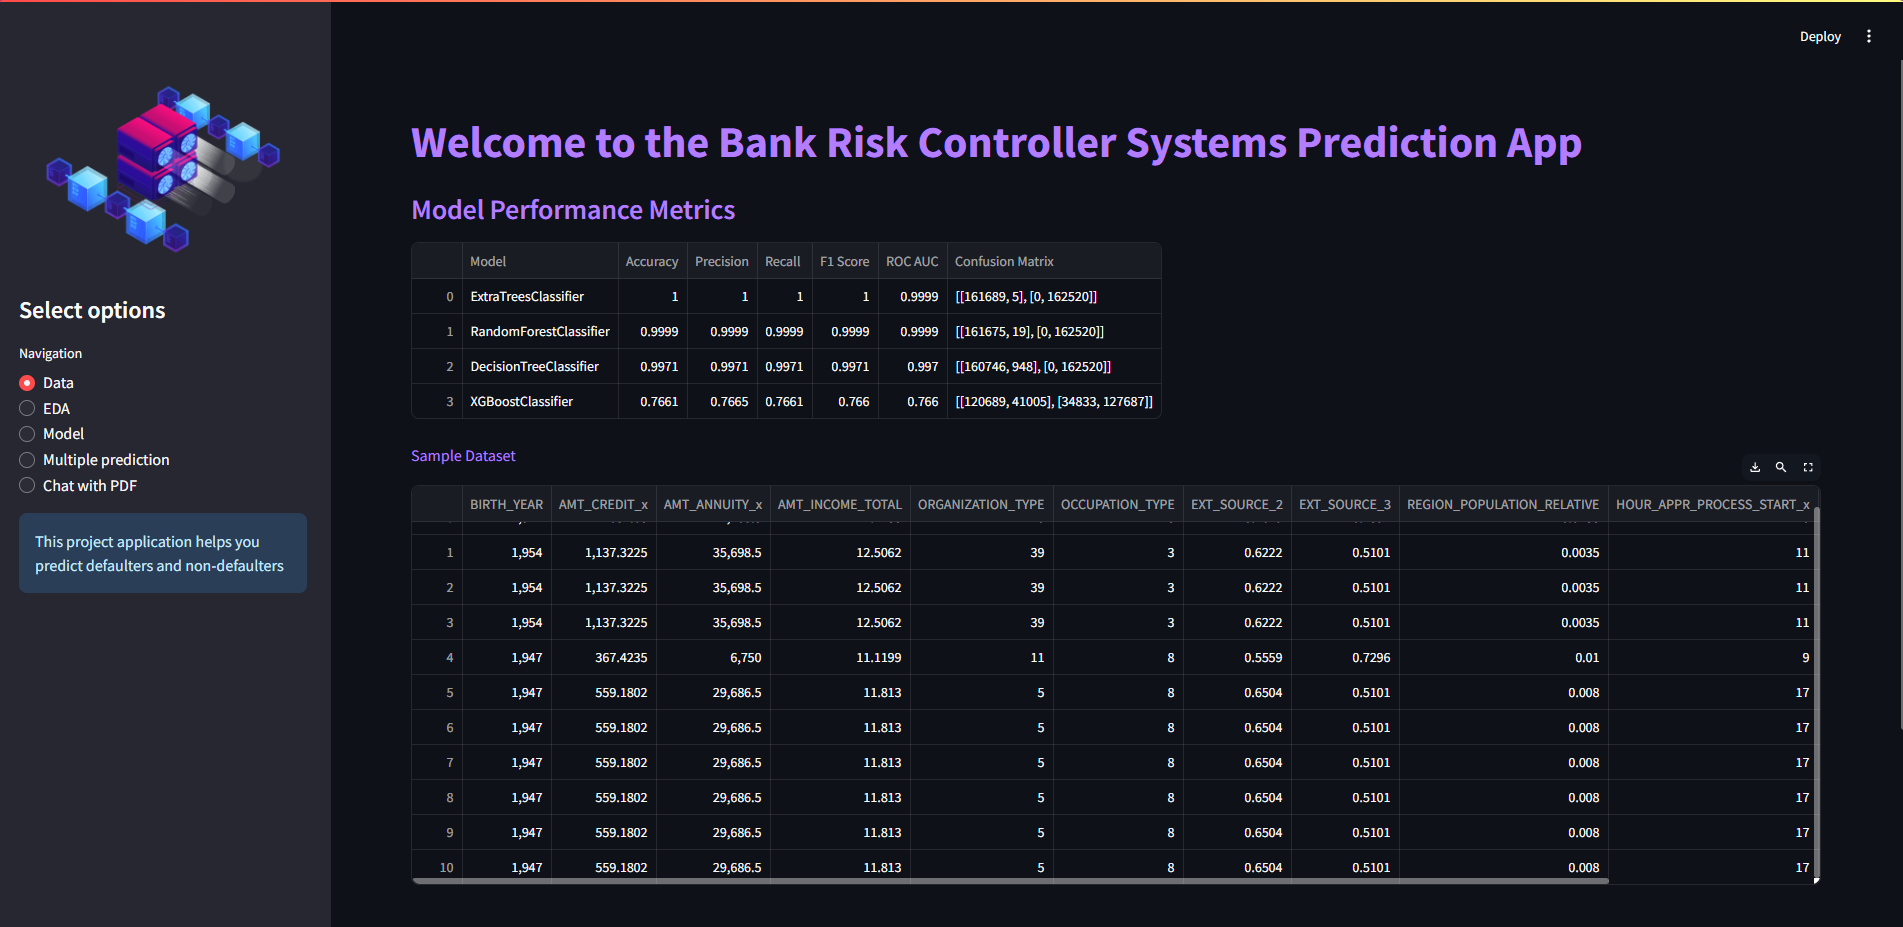 Deploy
Select options
Navigation
Data
EDA
Model
Multiple prediction
Chat with PDF
This project application helps you
predict defaulters and non-defaulters
Welcome to the Bank Risk Controller Systems Prediction App
Model Performance Metrics
Model Accuracy Precision Recall F1 Score ROC AUC Confusion Matrix
0 ExtraTreesClassifier 1 1 1 1 0.9999 [[161689, 5], [0, 162520]]
1 RandomForestClassifier 0.9999 0.9999 0.9999 0.9999 0.9999 [[161675, 19], [0, 162520]]
2 DecisionTreeClassifier 0.9971 0.9971 0.9971 0.9971 0.997 [[160746, 948], [0, 162520]]
3 XGBoostClassifier 0.7661 0.7665 0.7661 0.766 0.766 [[120689, 41005], [34833, 127687]]
Sample Dataset
BIRTH_YEAR AMT_CREDIT_x AMT_ANNUITY_x AMT_INCOME_TOTAL ORGANIZATION_TYPE OCCUPATION_TYPE EXT_SOURCE_2 EXT_SOURCE_3 REGION_POPULATION_RELATIVE HOUR_APPR_PROCESS_START_x
1 1,954 1,137.3225 35,698.5 12.5062 39 3 0.6222 0.5101 0.0035 11
2 1,954 1,137.3225 35,698.5 12.5062 39 3 0.6222 0.5101 0.0035 11
3 1,954 1,137.3225 35,698.5 12.5062 39 3 0.6222 0.5101 0.0035 11
4 1,947 367.4235 6,750 11.1199 11 8 0.5559 0.7296 0.01 9
5 1,947 559.1802 29,686.5 11.813 5 8 0.6504 0.5101 0.008 17
6 1,947 559.1802 29,686.5 11.813 5 8 0.6504 0.5101 0.008 17
7 1,947 559.1802 29,686.5 11.813 5 8 0.6504 0.5101 0.008 17
8 1,947 559.1802 29,686.5 11.813 5 8 0.6504 0.5101 0.008 17
9 1,947 559.1802 29,686.5 11.813 5 8 0.6504 0.5101 0.008 17
10 1,947 559.1802 29,686.5 11.813 5 8 0.6504 0.5101 0.008 17